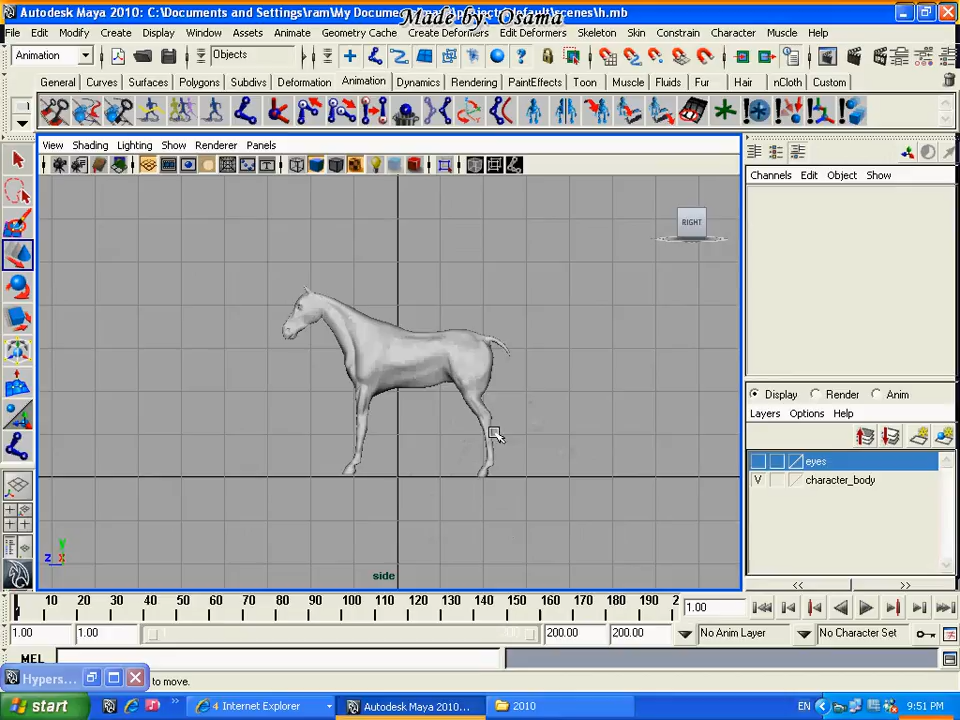 Autodesk Maya 2010: C:\Documents and Settings\ram\My Docume
scenes\h.mb
Made by: Osama
File Edit Modify Create Display Window Assets Animate Geometry Cache Create Deformers Edit Deformers Skeleton Skin Constrain Character Muscle Help
Animation Objects
General Curves Surfaces Polygons Subdivs Deformation Animation Dynamics Rendering PaintEffects Toon Muscle Fluids Fur Hair nCloth Custom
View Shading Lighting Show Renderer Panels
Channels Edit Object Show
RIGHT
Display Render Anim
Layers Options Help
eyes
V character_body
y
z x
side
<< >>
10 20 30 40 50 60 70 80 90 100 110 120 130 140 150 160 170 180 190 2
1.00
1.00 1.00 200.00 200.00 No Anim Layer No Character Set
MEL
Hypers... to move.
start 4 Internet Explorer Autodesk Maya 2010... 2010 EN 9:51 PM